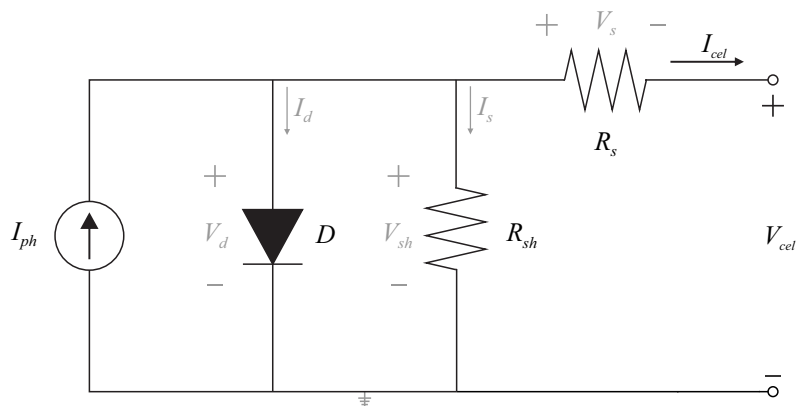 + V_s −
I_cel
I_d
I_s
+
R_s
+ +
I_ph
V_d
D
V_sh
R_sh
V_cel
− −
−